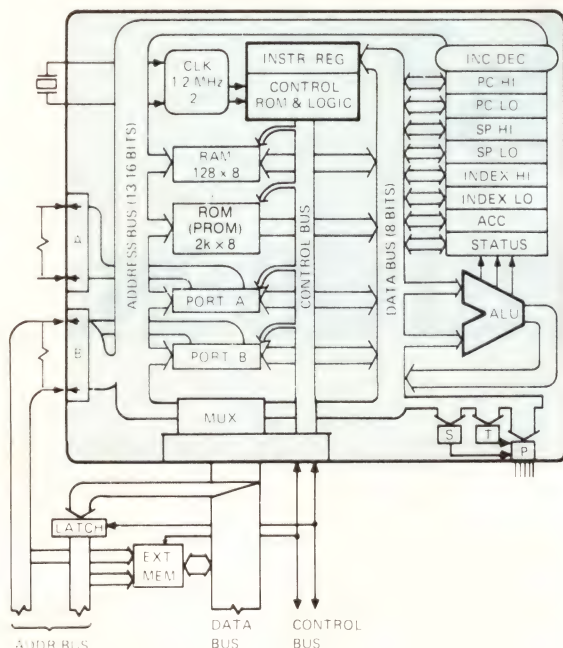 CLK
1 2 MHz
2
INSTR REG
CONTROL
ROM & LOGIC
INC DEC
PC HI
PC LO
SP HI
SP LO
INDEX HI
INDEX LO
ACC
STATUS
ADDRESS BUS (13 16 BITS)
RAM
128 x 8
ROM
(PROM)
2k x 8
CONTROL BUS
DATA BUS (8 BITS)
A
PORT A
B
PORT B
ALU
MUX
S
T
P
LATCH
EXT
MEM
ADDR BUS
DATA
BUS
CONTROL
BUS